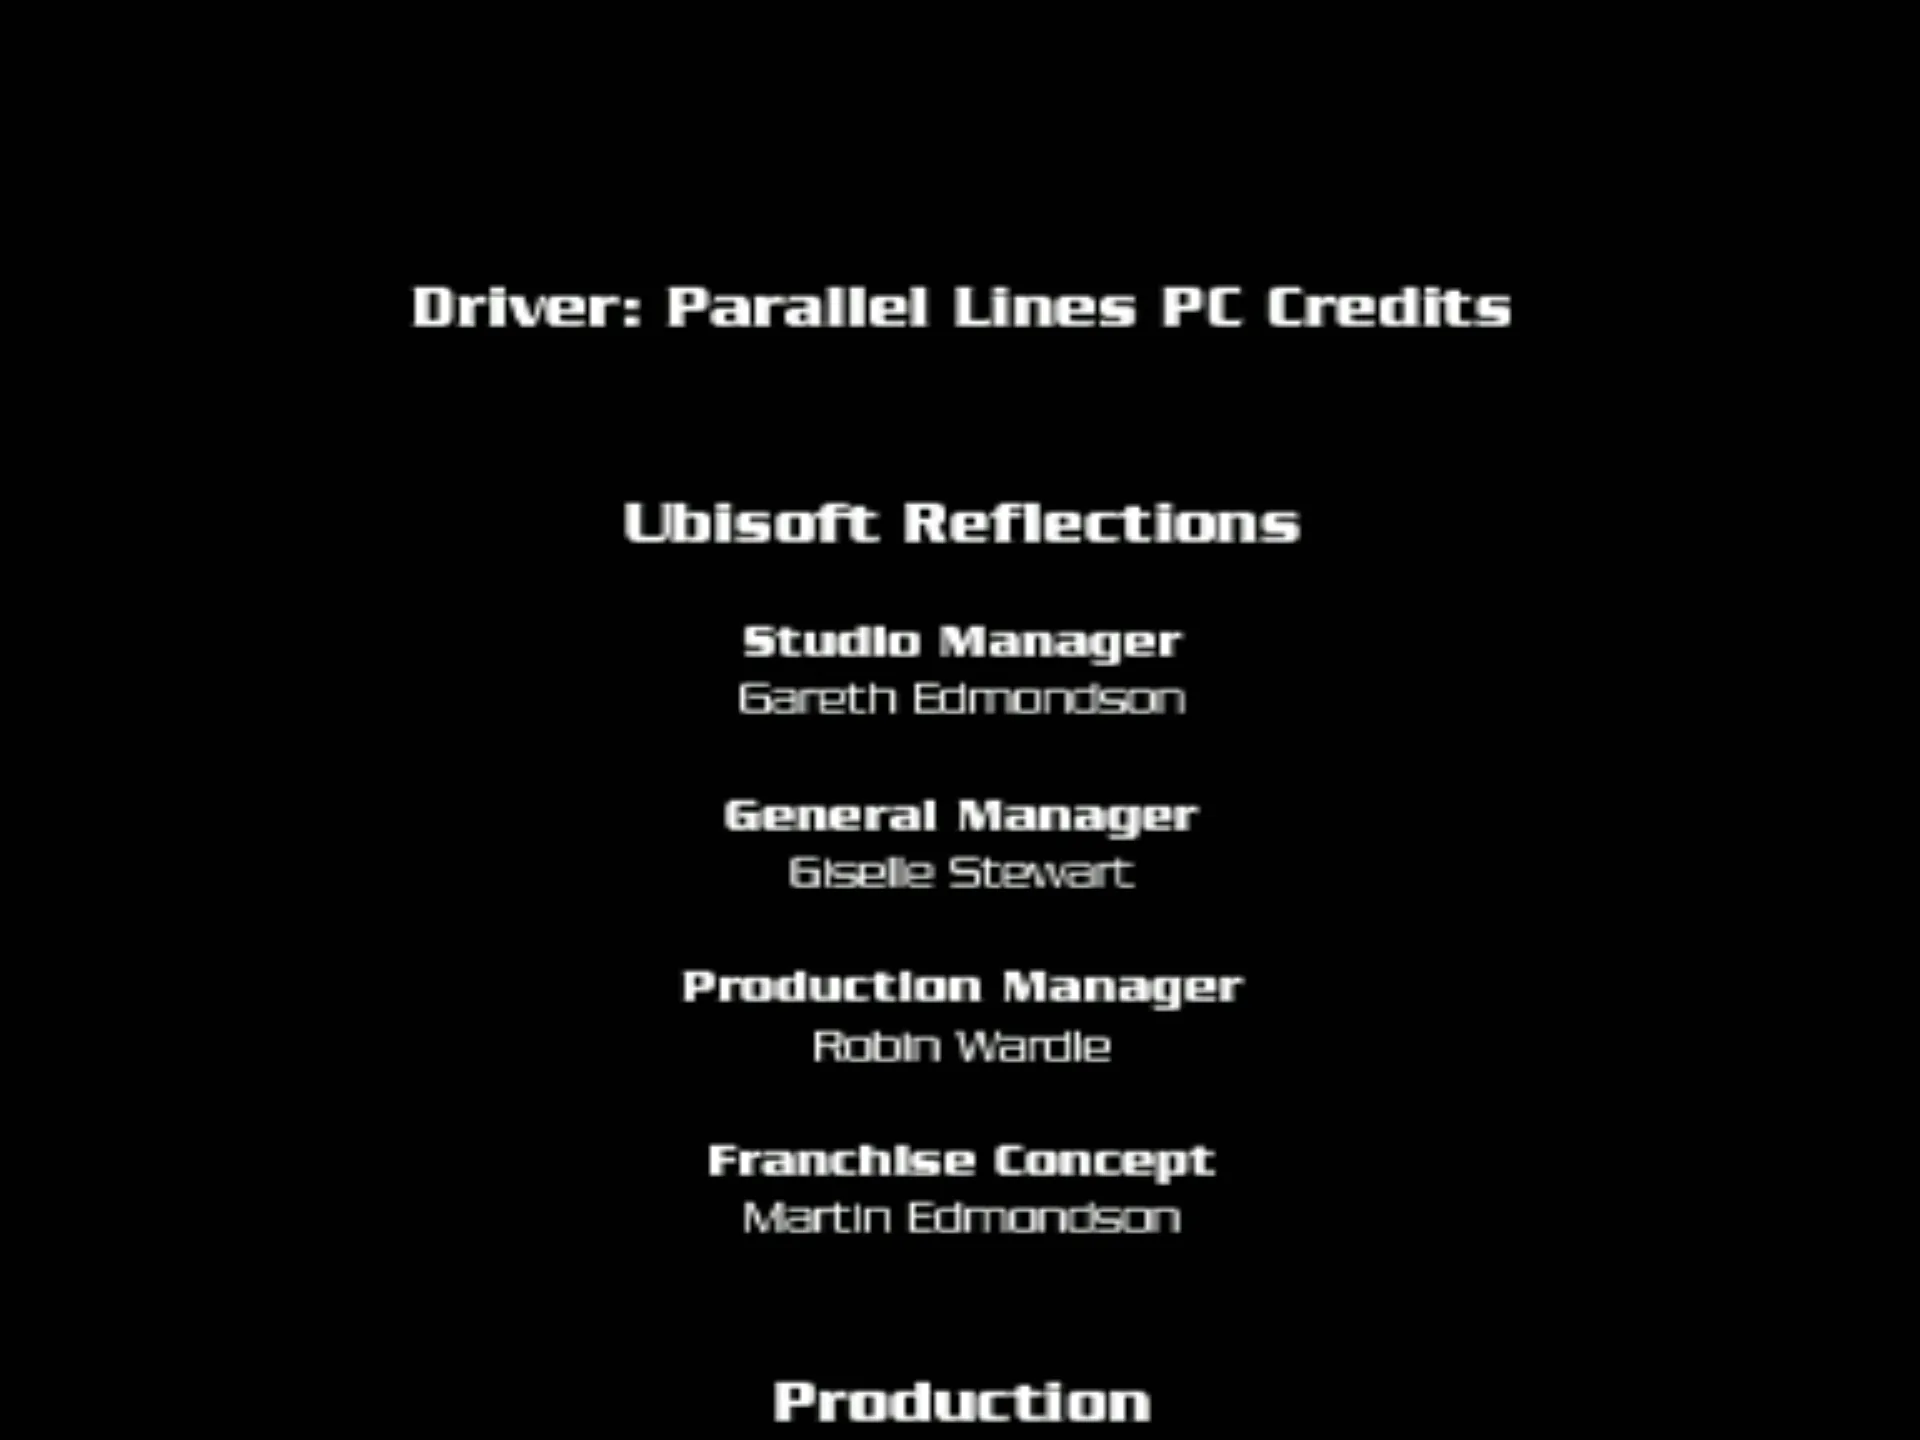 Driver: Parallel Lines PC Credits
Ubisoft Reflections
Studio Manager
Gareth Edmondson
General Manager
Giselle Stewart
Production Manager
Robin Wardle
Franchise Concept
Martin Edmondson
Production